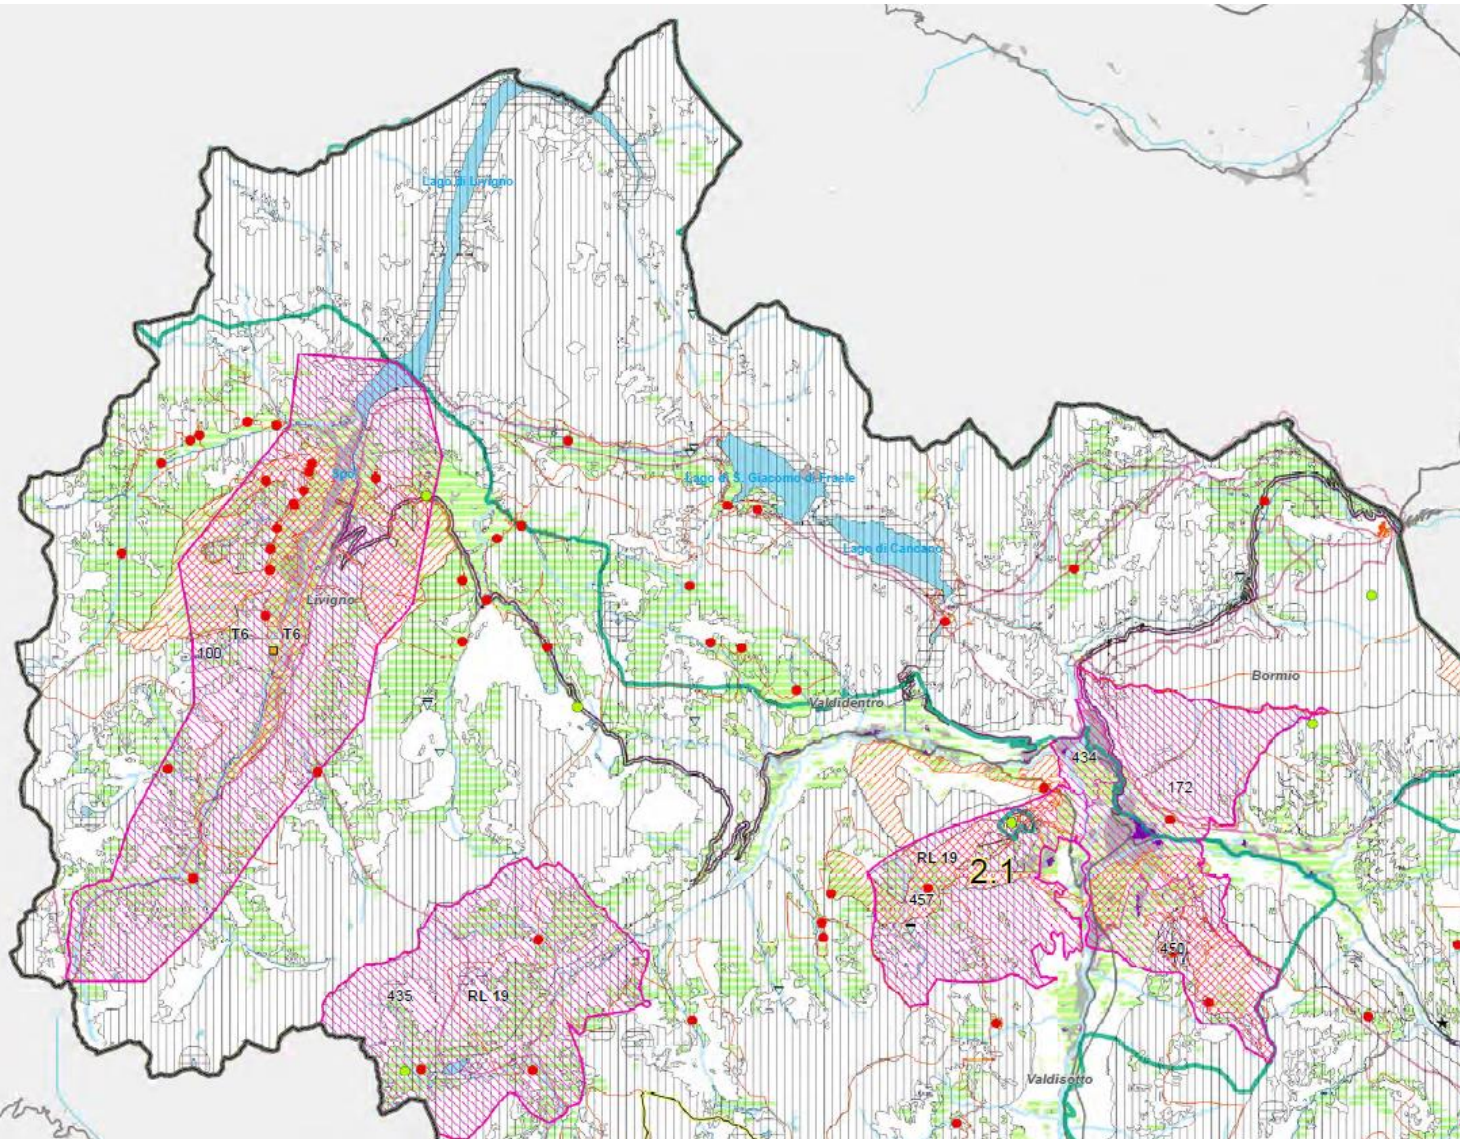 Lago di Livigno
Lago di S. Giacomo di Fraele
Spöl
Lago di Cancano
Livigno
T6
T6
100
Bormio
Valdidentro
434
172
RL 19
2.1
457
450
435
RL 19
Valdisotto